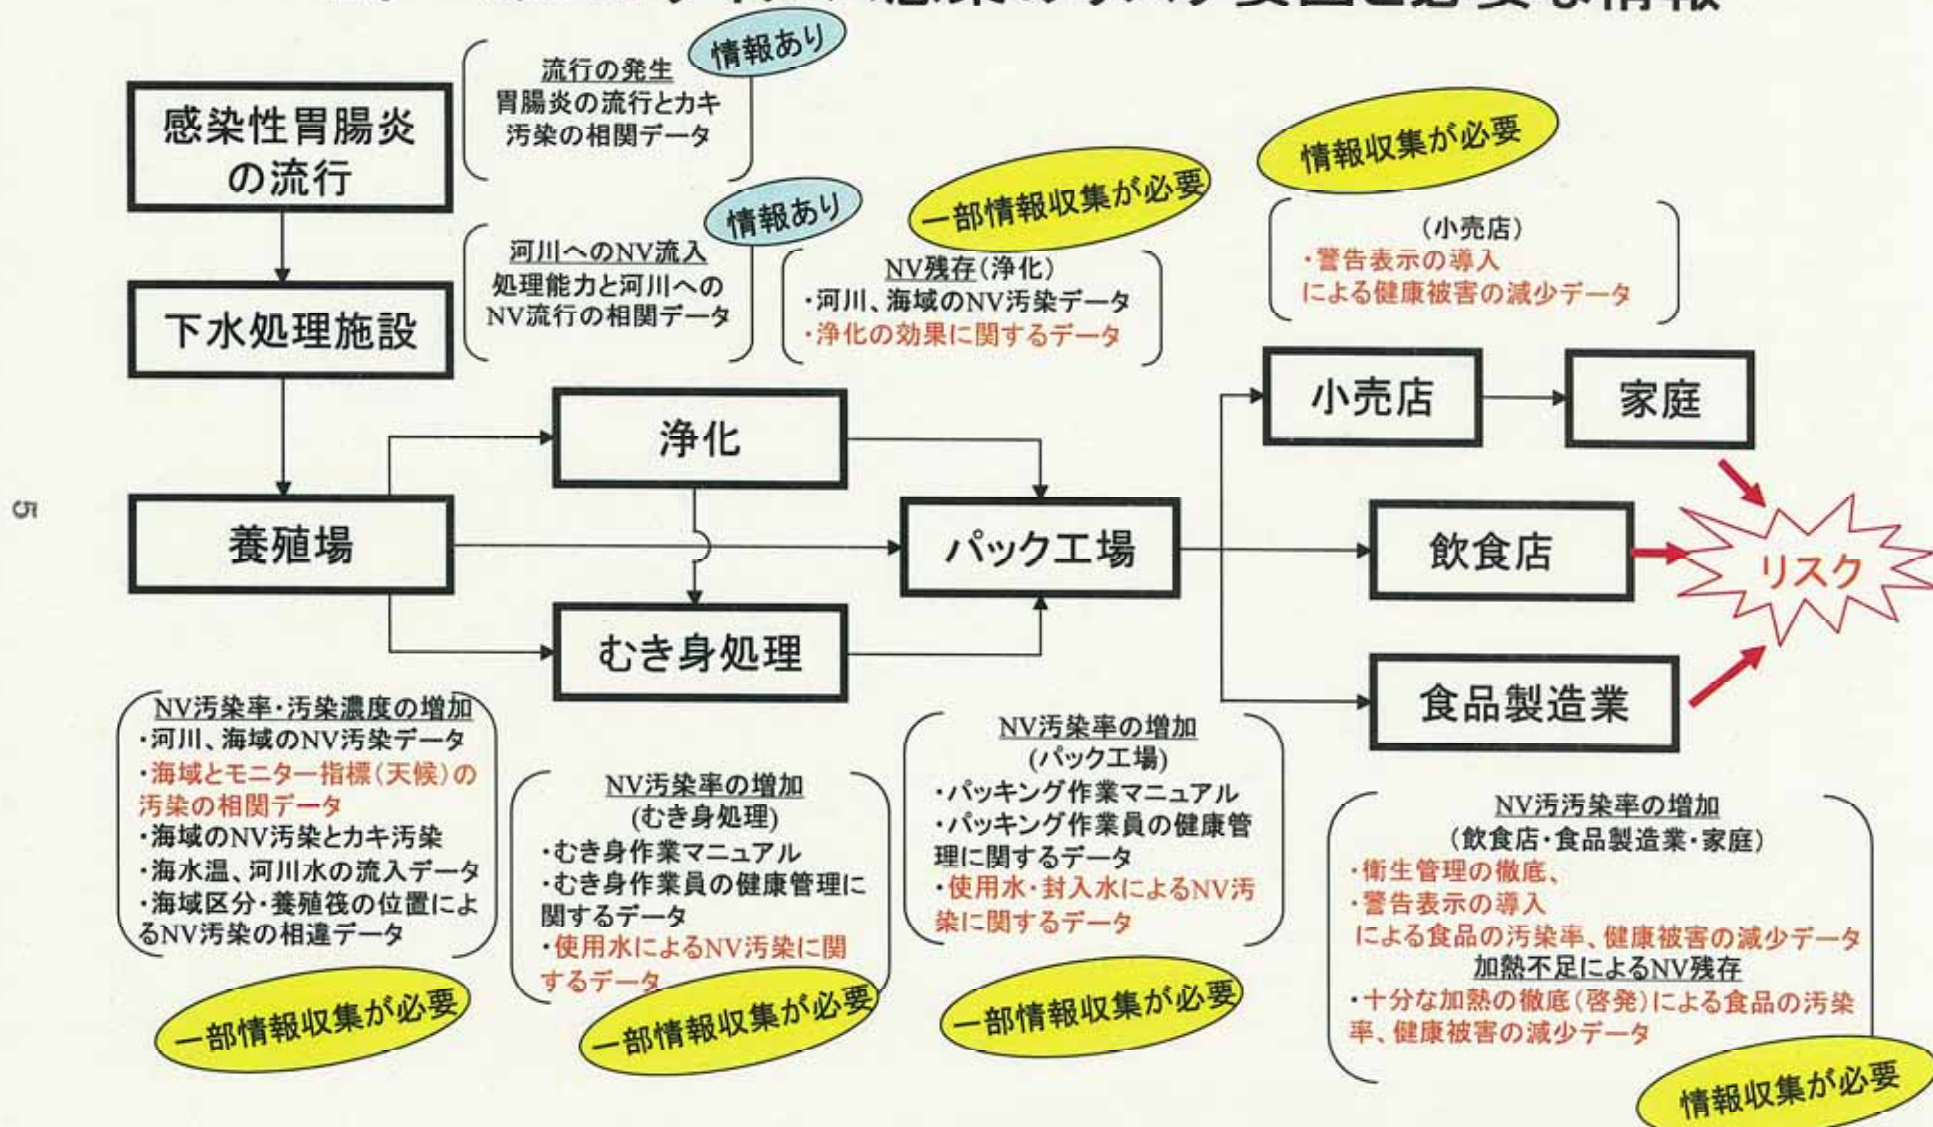 感染性胃腸炎
の流行
流行の発生
胃腸炎の流行とカキ
汚染の相関データ
情報あり
下水処理施設
河川へのNV流入
処理能力と河川への
NV流行の相関データ
情報あり
一部情報収集が必要
NV残存(浄化)
・河川、海域のNV汚染データ
・浄化の効果に関するデータ
情報収集が必要
(小売店)
・警告表示の導入
による健康被害の減少データ
小売店
家庭
浄化
養殖場
パック工場
飲食店
リスク
むき身処理
食品製造業
NV汚染率・汚染濃度の増加
・河川、海域のNV汚染データ
・海域とモニター指標(天候)の
汚染の相関データ
・海域のNV汚染とカキ汚染
・海水温、河川水の流入データ
・海域区分・養殖筏の位置によ
るNV汚染の相違データ
一部情報収集が必要
NV汚染率の増加
(むき身処理)
・むき身作業マニュアル
・むき身作業員の健康管理に
関するデータ
・使用水によるNV汚染に関
するデータ
一部情報収集が必要
NV汚染率の増加
(パック工場)
・パッキング作業マニュアル
・パッキング作業員の健康管
理に関するデータ
・使用水・封入水によるNV汚
染に関するデータ
一部情報収集が必要
NV汚汚染率の増加
(飲食店・食品製造業・家庭)
・衛生管理の徹底、
・警告表示の導入
による食品の汚染率、健康被害の減少データ
加熱不足によるNV残存
・十分な加熱の徹底(啓発)による食品の汚染
率、健康被害の減少データ
情報収集が必要
5